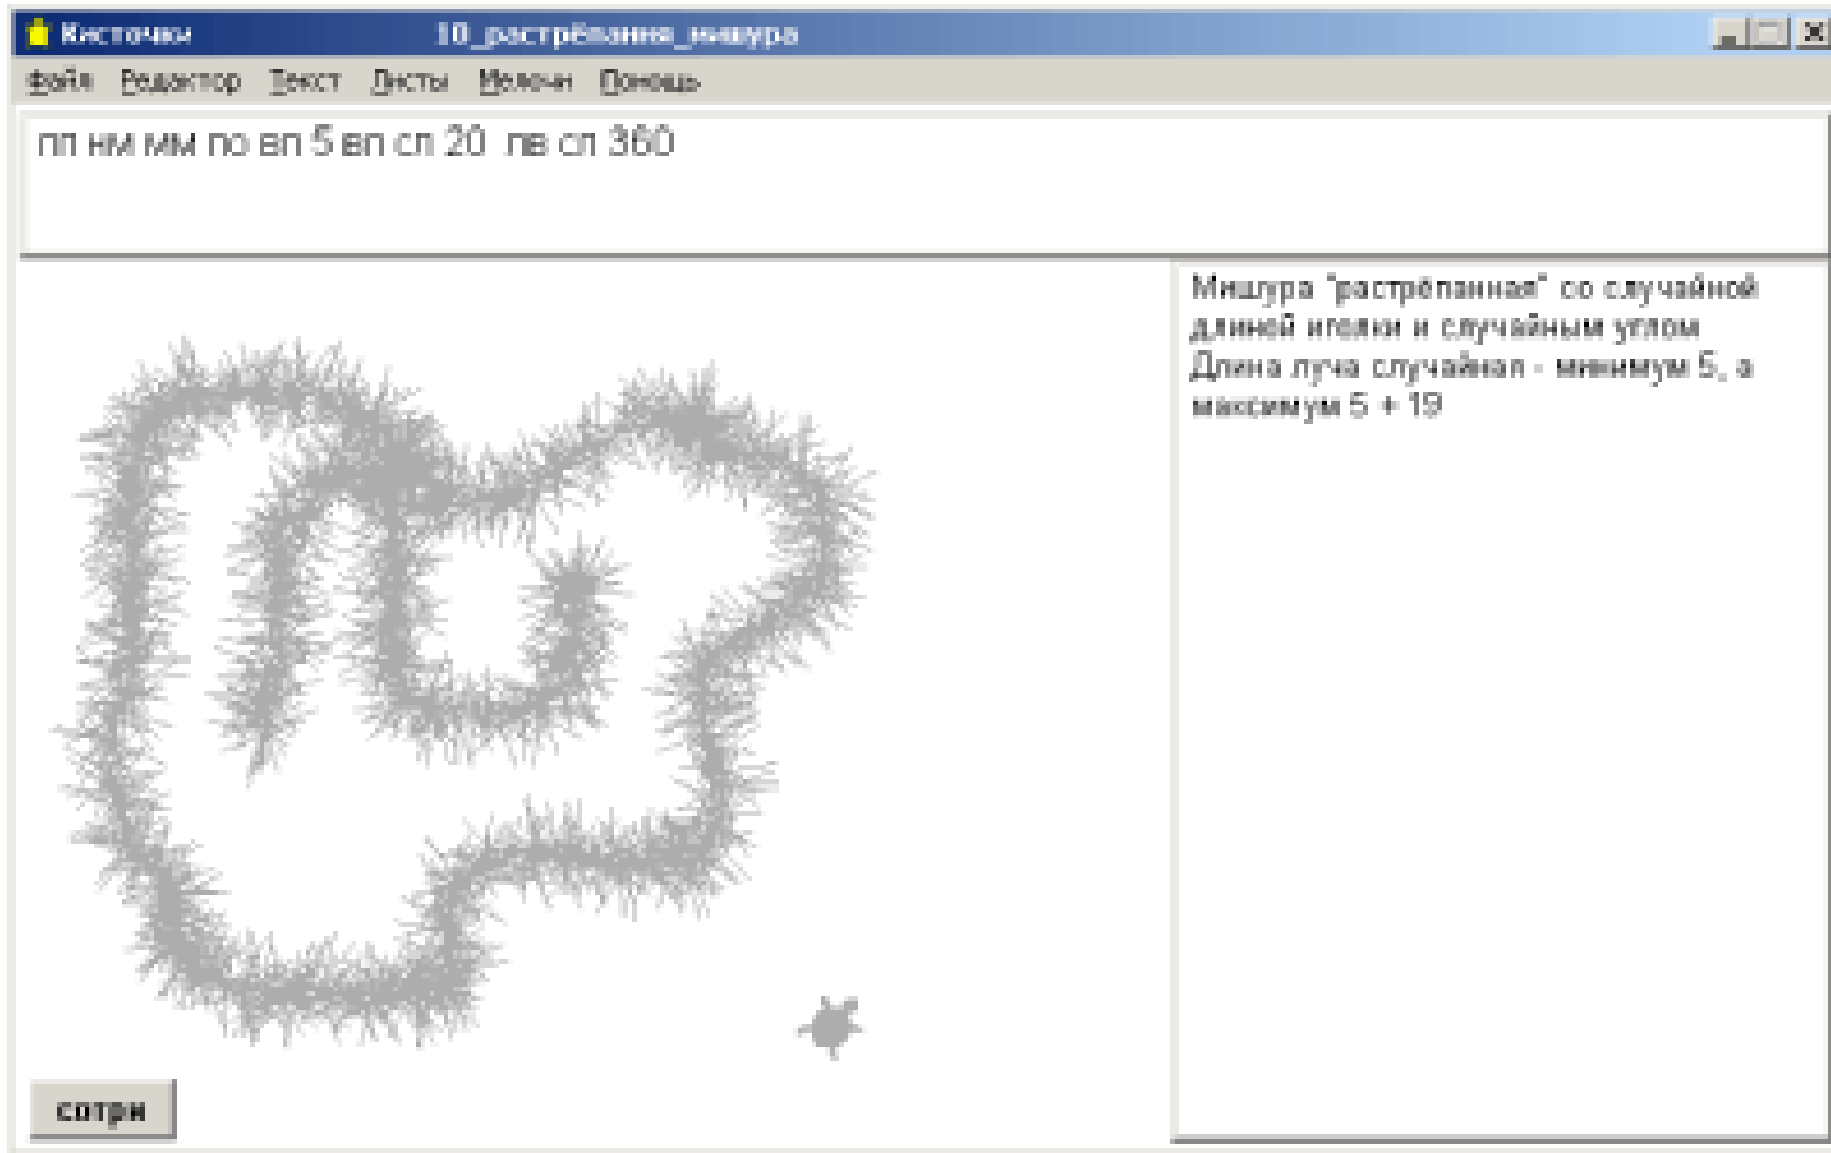 Кисточки 10_растрёпання_мишура
Файл Редактор Текст Листы Мелочи Помощь
пп нм мм по вп 5 вп сл 20 лв сл 360
Мишура "растрёпанная" со случайной
длиной иголки и случайным углом
Длина луча случайная - минимум 5, а
максимум 5 + 19
сотри